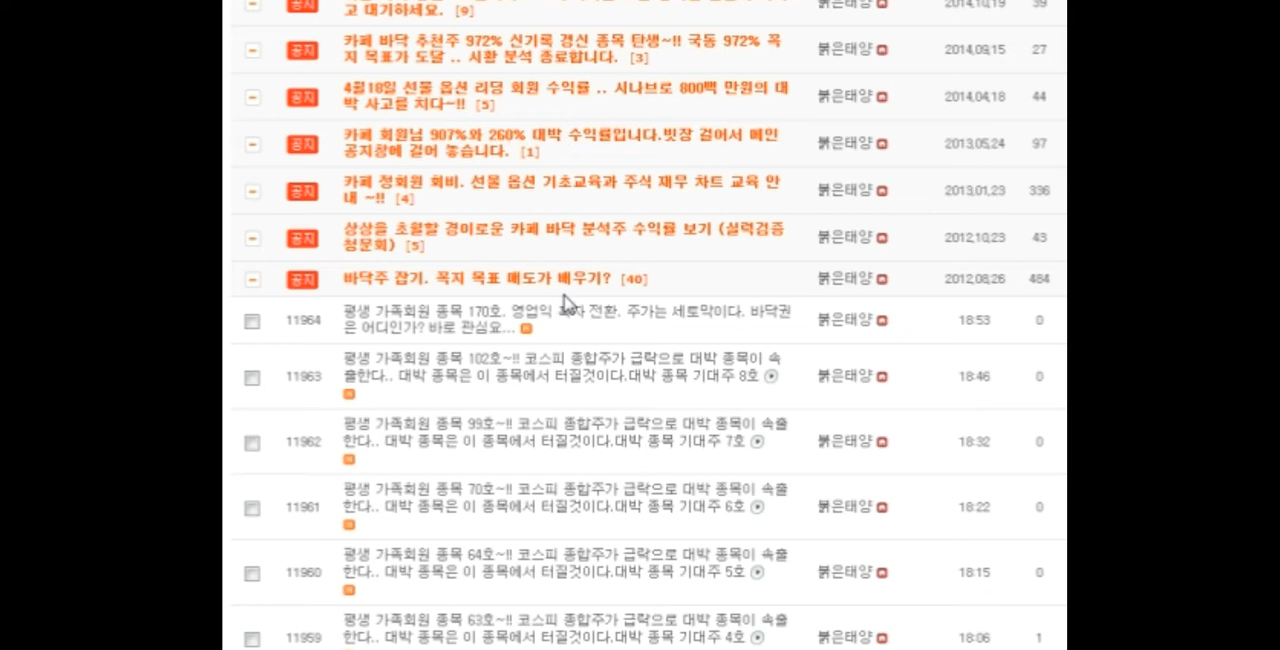 고 대기하세요. [9]
붉은태양
2014,10,19
39
공지
카페 바닥 추천주 972% 신기록 갱신 종목 탄생~!! 국동 972% 꼭
지 목표가 도달 .. 시황 분석 종료합니다. [3]
붉은태양
2014,09,15
27
공지
4월18일 선물 옵션 리딩 회원 수익률 .. 시나브로 800백 만원의 대
박 사고를 치다~!! [5]
붉은태양
2014,04,18
44
공지
카페 회원님 907%와 260% 대박 수익률입니다.빗장 걸어서 메인
공지창에 걸어 놓습니다. [1]
붉은태양
2013,05,24
97
공지
카페 정회원 회비. 선물 옵션 기초교육과 주식 재무 차트 교육 안
내 ~!! [4]
붉은태양
2013,01,23
336
공지
상상을 초월할 경이로운 카페 바닥 분석주 수익률 보기 (실력검증
청문회) [5]
붉은태양
2012,10,23
43
공지
바닥주 잡기. 꼭지 목표 매도가 배우기? [40]
붉은태양
2012,08,26
484
11964
평생 가족회원 종목 170호. 영업익 전환. 주가는 세토막이다. 바닥권
은 어디인가? 바로 관심요...
붉은태양
18:53
0
11963
평생 가족회원 종목 102호~!! 코스피 종합주가 급락으로 대박 종목이 속
출한다.. 대박 종목은 이 종목에서 터질것이다.대박 종목 기대주 8호
붉은태양
18:46
0
11962
평생 가족회원 종목 99호~!! 코스피 종합주가 급락으로 대박 종목이 속출
한다.. 대박 종목은 이 종목에서 터질것이다.대박 종목 기대주 7호
붉은태양
18:32
0
11961
평생 가족회원 종목 70호~!! 코스피 종합주가 급락으로 대박 종목이 속출
한다.. 대박 종목은 이 종목에서 터질것이다.대박 종목 기대주 6호
붉은태양
18:22
0
11960
평생 가족회원 종목 64호~!! 코스피 종합주가 급락으로 대박 종목이 속출
한다.. 대박 종목은 이 종목에서 터질것이다.대박 종목 기대주 5호
붉은태양
18:15
0
11959
평생 가족회원 종목 63호~!! 코스피 종합주가 급락으로 대박 종목이 속출
한다.. 대박 종목은 이 종목에서 터질것이다.대박 종목 기대주 4호
붉은태양
18:06
1